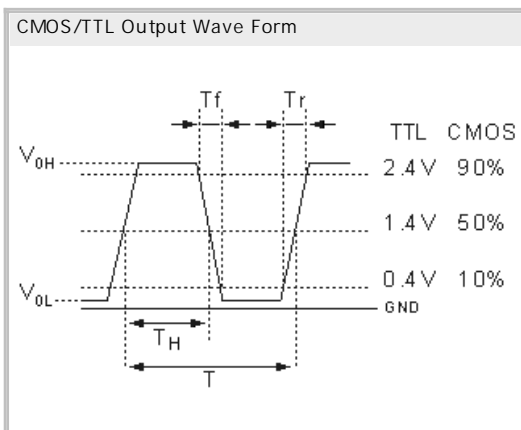 CMOS/TTL Output Wave Form
Tf Tr
TTL CMOS
V0H
2.4V 90%
1.4V 50%
0.4V 10%
V0L
GND
TH
T